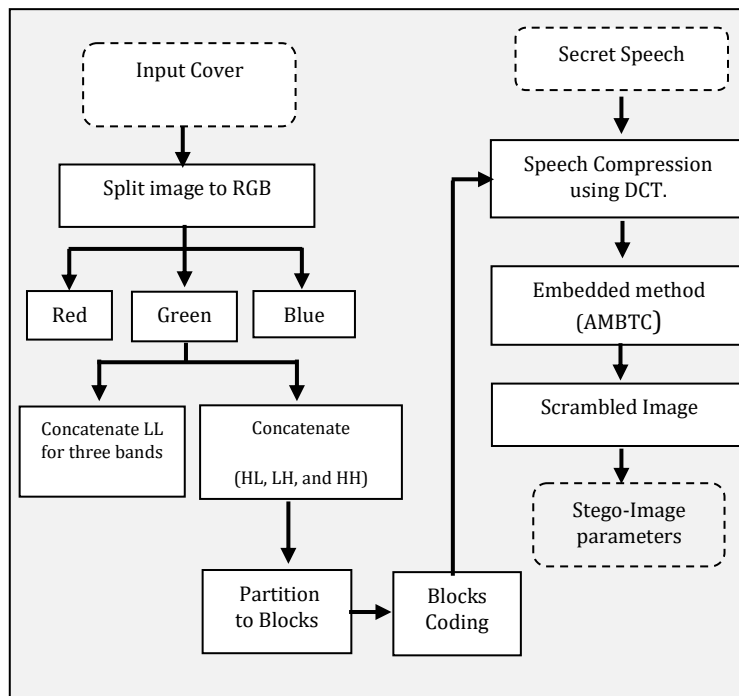 Input Cover
Split image to RGB
Red
Green
Blue
Concatenate LL
for three bands
Concatenate
(HL, LH, and HH)
Partition
to Blocks
Blocks
Coding
Secret Speech
Speech Compression
using DCT.
Embedded method
(AMBTC)
Scrambled Image
Stego-Image
parameters